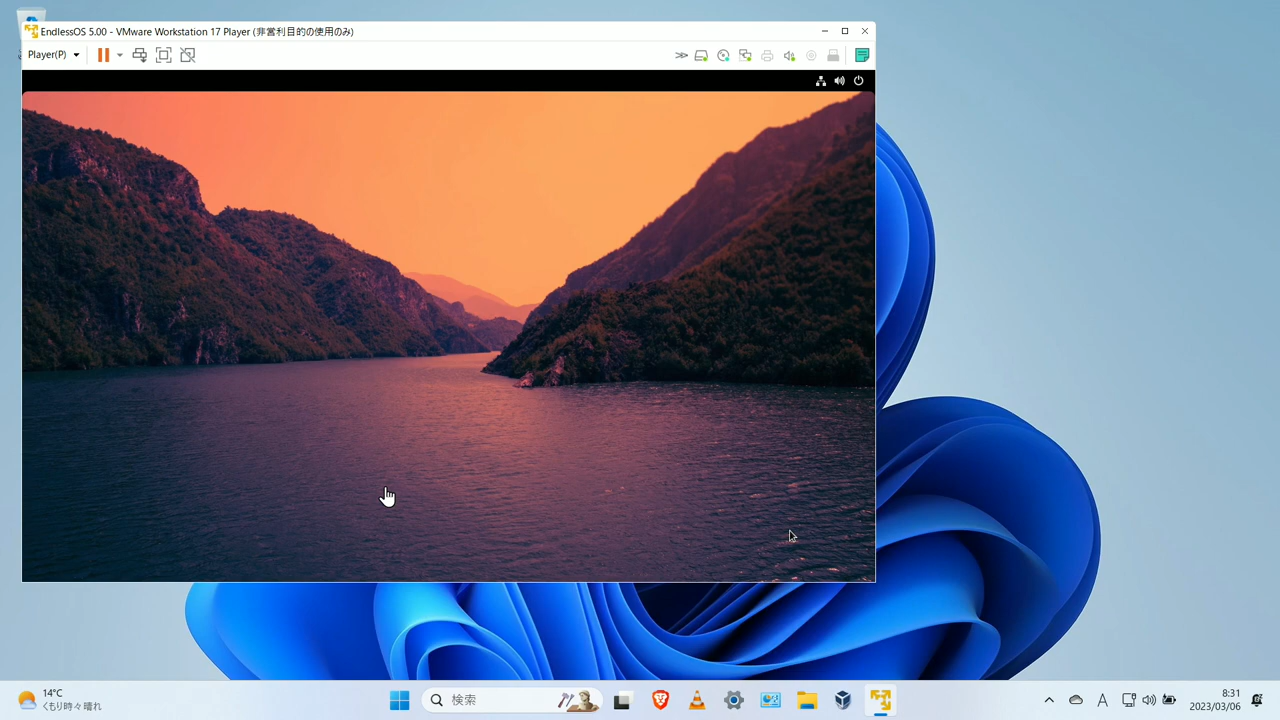 EndlessOS 5.00 - VMware Workstation 17 Player (非営利目的の使用のみ)
Player(P)
14°C
くもり時々晴れ
検索
A
8:31
2023/03/06